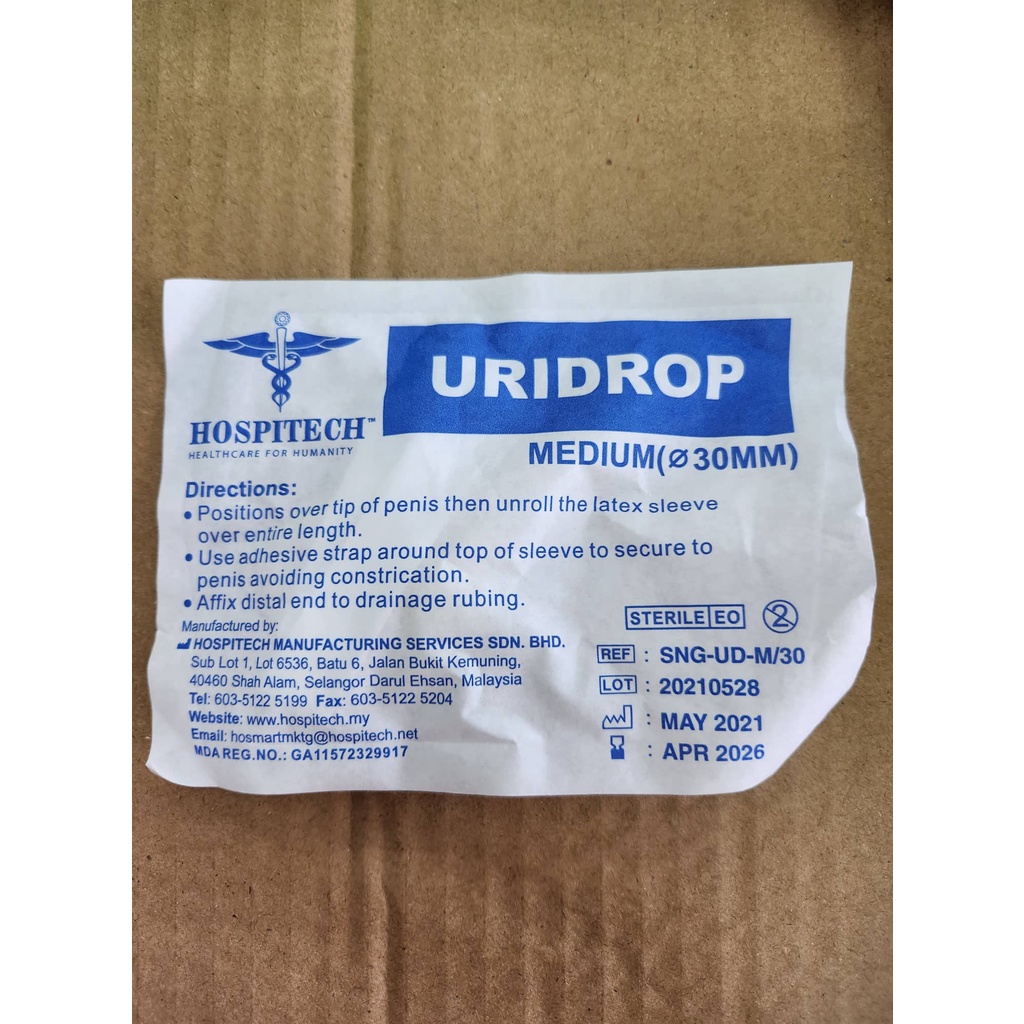 HOSPITECH™
HEALTHCARE FOR HUMANITY
URIDROP
MEDIUM(⌀30MM)
Directions:
• Positions over tip of penis then unroll the latex sleeve
over entire length.
• Use adhesive strap around top of sleeve to secure to
penis avoiding constrication.
• Affix distal end to drainage rubing.
Manufactured by:
HOSPITECH MANUFACTURING SERVICES SDN. BHD.
Sub Lot 1, Lot 6536, Batu 6, Jalan Bukit Kemuning,
40460 Shah Alam, Selangor Darul Ehsan, Malaysia
Tel: 603-5122 5199 Fax: 603-5122 5204
Website: www.hospitech.my
Email: hosmartmktg@hospitech.net
MDA REG.NO.: GA11572329917
STERILE EO 2
REF : SNG-UD-M/30
LOT : 20210528
: MAY 2021
: APR 2026